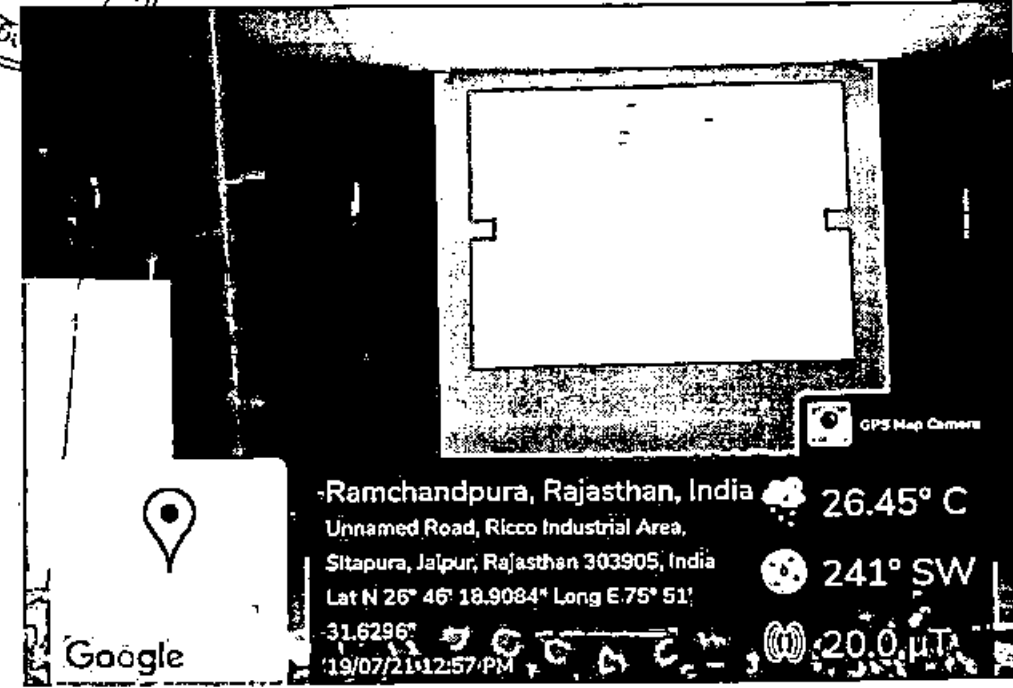 GPS Map Camera
Ramchandpura, Rajasthan, India
26.45° C
Unnamed Road, Ricco Industrial Area,
Sitapura, Jaipur, Rajasthan 303905, India
241° SW
Lat N 26° 46' 18.9084" Long E 75° 51'
31.6296"
20.0 µT
19/07/21 12:57 PM
Google